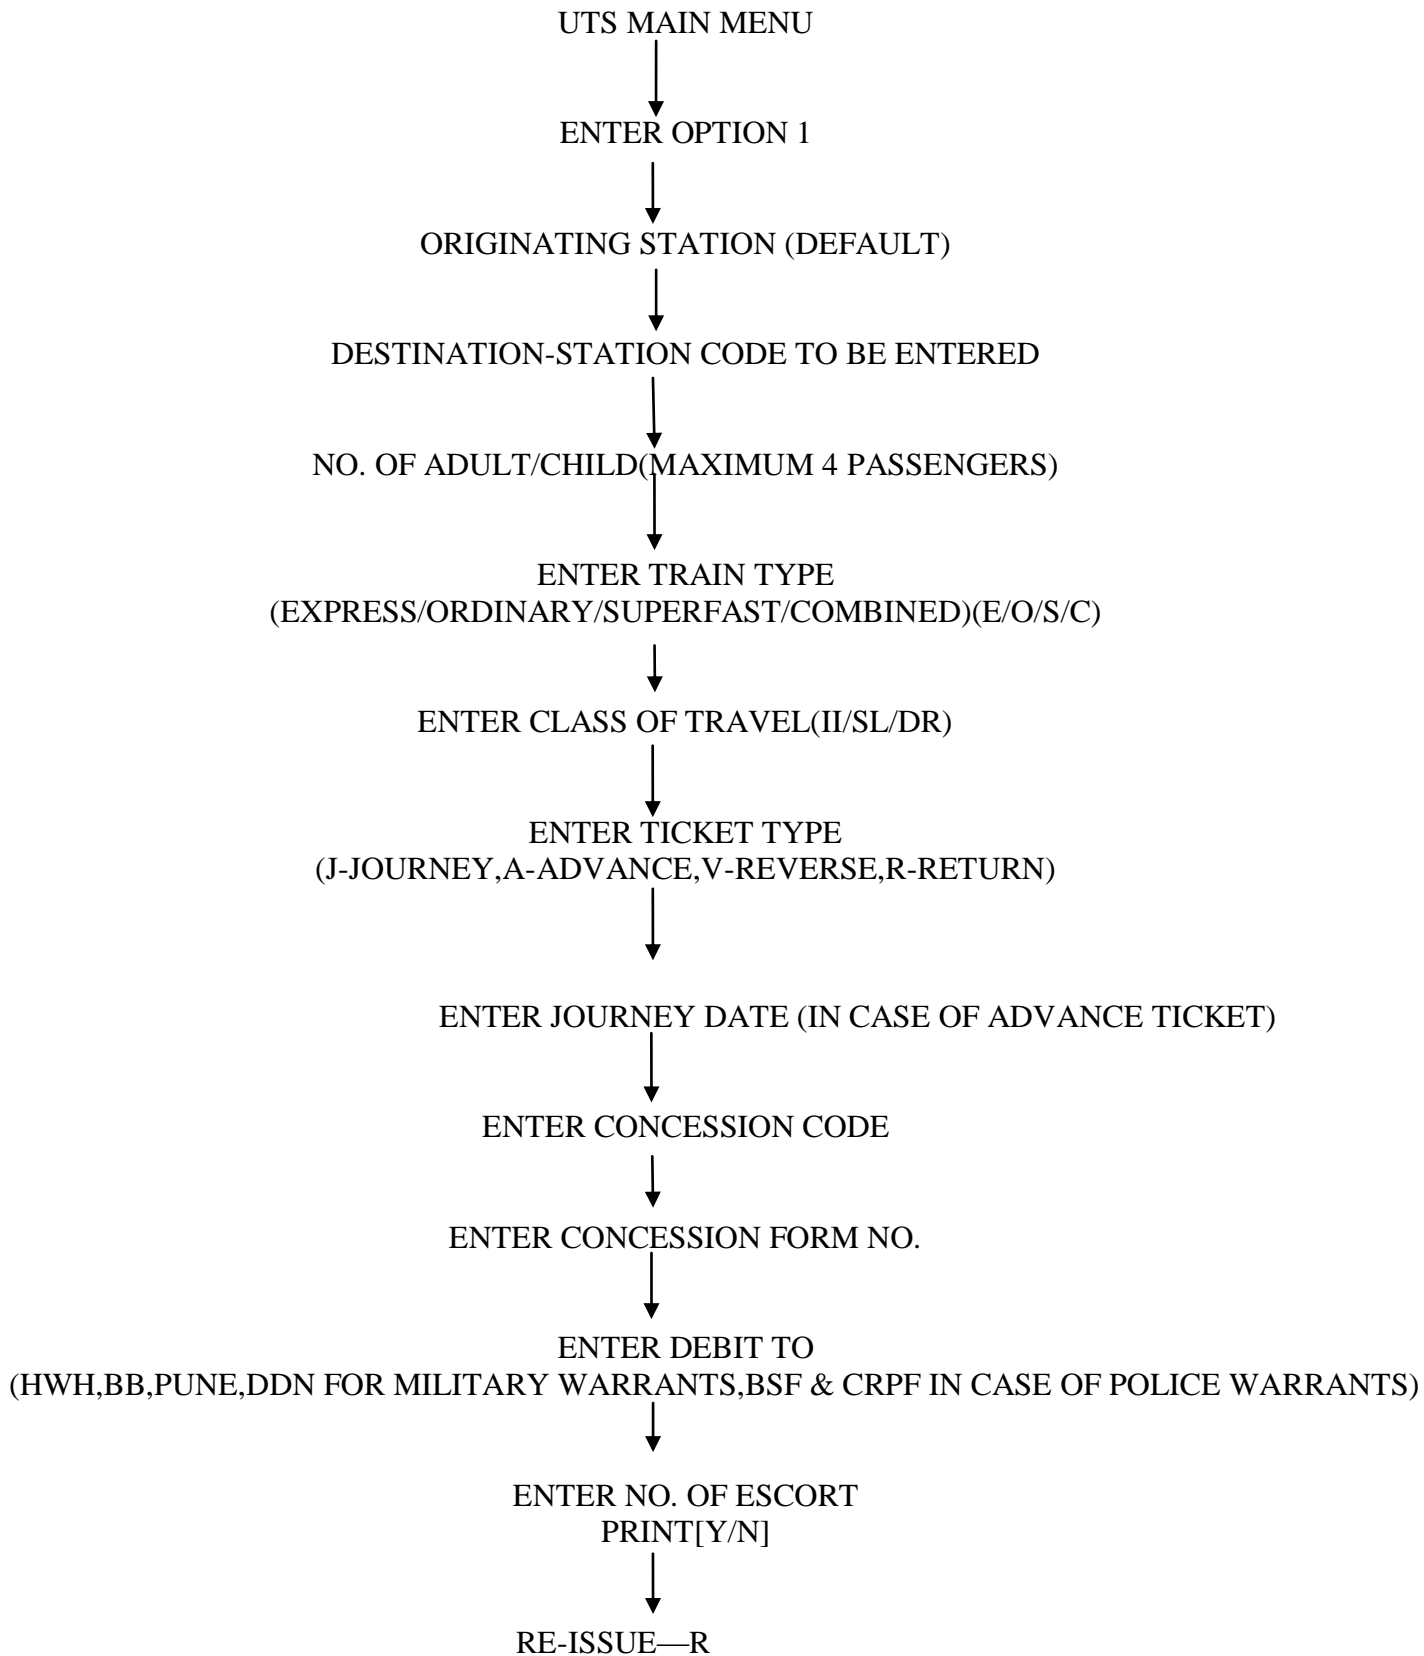 UTS MAIN MENU
ENTER OPTION 1
ORIGINATING STATION (DEFAULT)
DESTINATION-STATION CODE TO BE ENTERED
NO. OF ADULT/CHILD(MAXIMUM 4 PASSENGERS)
ENTER TRAIN TYPE
(EXPRESS/ORDINARY/SUPERFAST/COMBINED)(E/O/S/C)
ENTER CLASS OF TRAVEL(II/SL/DR)
ENTER TICKET TYPE
(J-JOURNEY,A-ADVANCE,V-REVERSE,R-RETURN)
ENTER JOURNEY DATE (IN CASE OF ADVANCE TICKET)
ENTER CONCESSION CODE
ENTER CONCESSION FORM NO.
ENTER DEBIT TO
(HWH,BB,PUNE,DDN FOR MILITARY WARRANTS,BSF & CRPF IN CASE OF POLICE WARRANTS)
ENTER NO. OF ESCORT
PRINT[Y/N]
RE-ISSUE—R